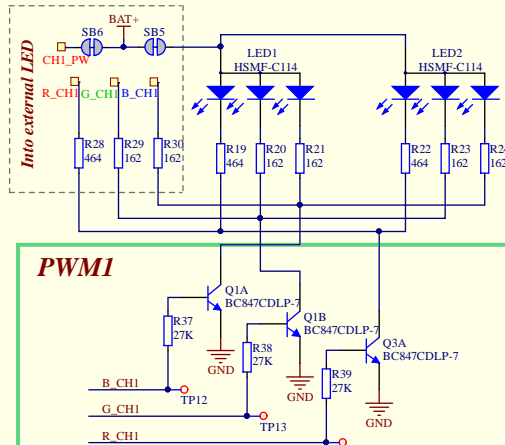 BAT+
SB6
SB5
CH1_PW
LED1
HSMF-C114
LED2
HSMF-C114
Into external LED
R_CH1
G_CH1
B_CH1
R28
464
R29
162
R30
162
R19
464
R20
162
R21
162
R22
464
R23
162
R24
162
PWM1
Q1A
BC847CDLP-7
R37
27K
GND
Q1B
BC847CDLP-7
R38
27K
GND
Q3A
BC847CDLP-7
R39
27K
GND
B_CH1
TP12
G_CH1
TP13
R_CH1